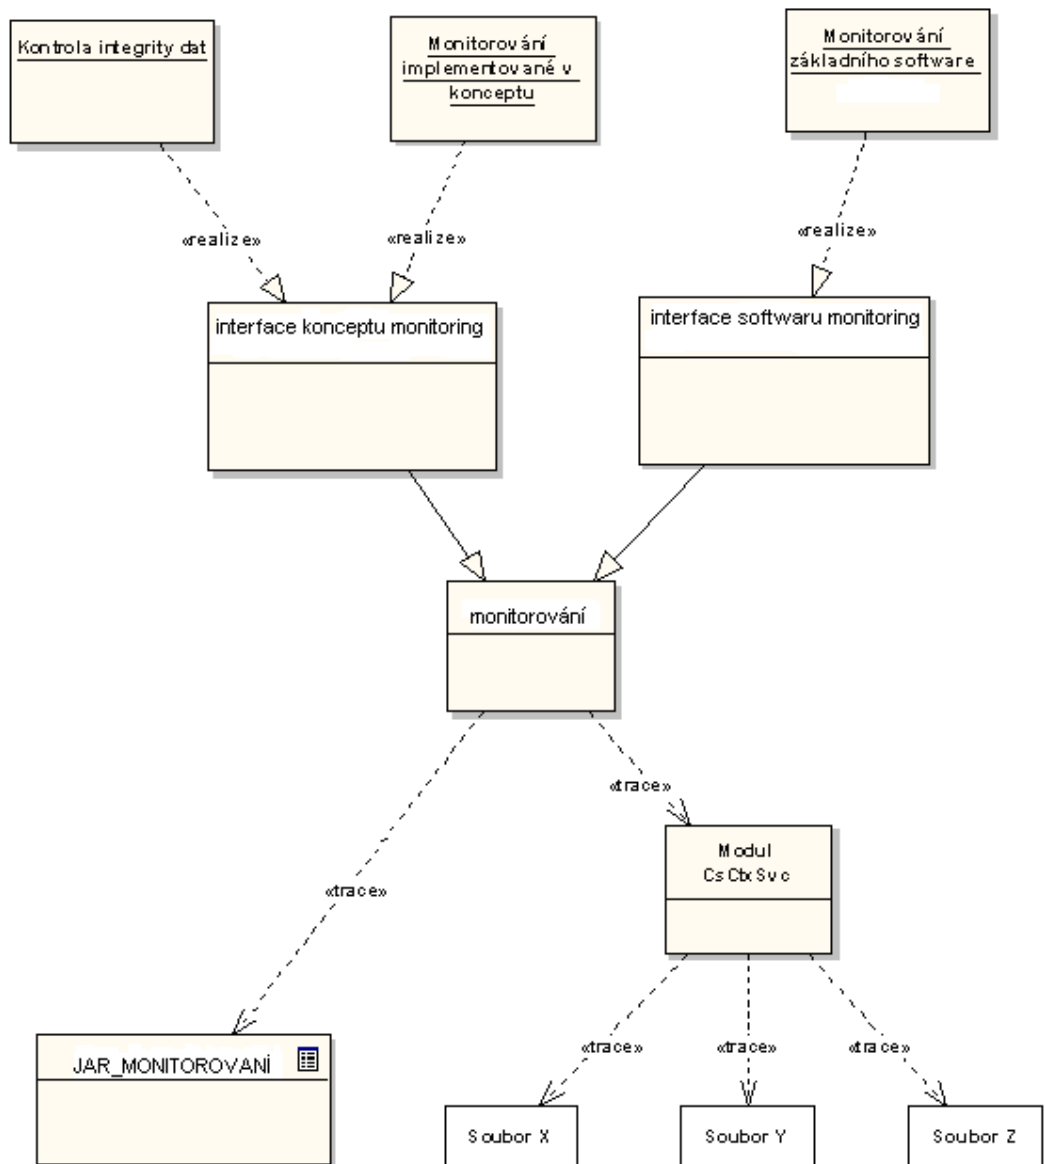 Kontrola integrity dat
Monitorování
implementované v
konceptu
Monitorování
základního software
«realize»
«realize»
«realize»
interface konceptu monitoring
interface softwaru monitoring
monitorování
«trace»
Modul
CsCtxSvc
«trace»
«trace»
«trace»
«trace»
JAR_MONITOROVANÍ
Soubor X
Soubor Y
Soubor Z